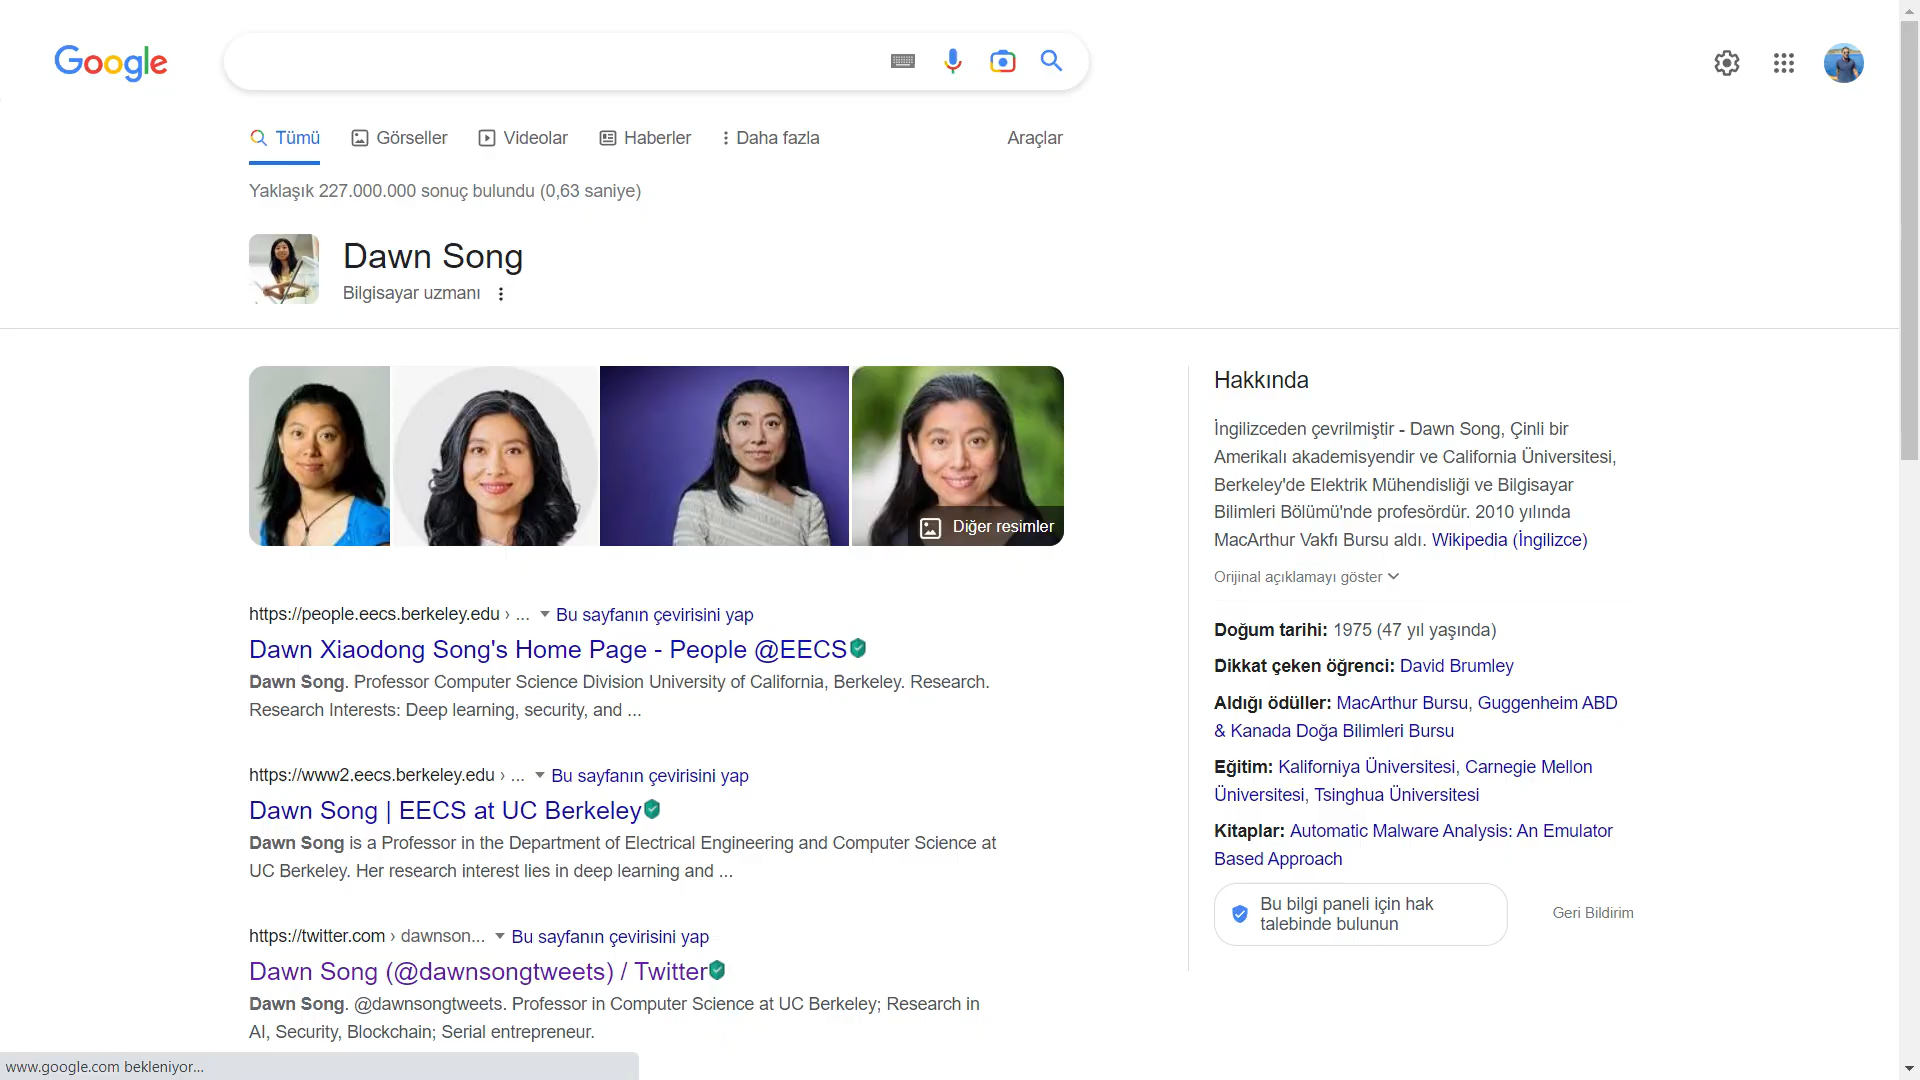 Google
Tümü Görseller Videolar Haberler Daha fazla Araçlar
Yaklaşık 227.000.000 sonuç bulundu (0,63 saniye)
Dawn Song
Bilgisayar uzmanı
Diğer resimler
https://people.eecs.berkeley.edu › ... Bu sayfanın çevirisini yap
Dawn Xiaodong Song's Home Page - People @EECS
Dawn Song. Professor Computer Science Division University of California, Berkeley. Research.
Research Interests: Deep learning, security, and ...
https://www2.eecs.berkeley.edu › ... Bu sayfanın çevirisini yap
Dawn Song | EECS at UC Berkeley
Dawn Song is a Professor in the Department of Electrical Engineering and Computer Science at
UC Berkeley. Her research interest lies in deep learning and ...
https://twitter.com › dawnson... Bu sayfanın çevirisini yap
Dawn Song (@dawnsongtweets) / Twitter
Dawn Song. @dawnsongtweets. Professor in Computer Science at UC Berkeley; Research in
AI, Security, Blockchain; Serial entrepreneur.
Hakkında
İngilizceden çevrilmiştir - Dawn Song, Çinli bir
Amerikalı akademisyendir ve California Üniversitesi,
Berkeley'de Elektrik Mühendisliği ve Bilgisayar
Bilimleri Bölümü'nde profesördür. 2010 yılında
MacArthur Vakfı Bursu aldı. Wikipedia (İngilizce)
Orijinal açıklamayı göster
Doğum tarihi: 1975 (47 yıl yaşında)
Dikkat çeken öğrenci: David Brumley
Aldığı ödüller: MacArthur Bursu, Guggenheim ABD
& Kanada Doğa Bilimleri Bursu
Eğitim: Kaliforniya Üniversitesi, Carnegie Mellon
Üniversitesi, Tsinghua Üniversitesi
Kitaplar: Automatic Malware Analysis: An Emulator
Based Approach
Bu bilgi paneli için hak
talebinde bulunun
Geri Bildirim
www.google.com bekleniyor...